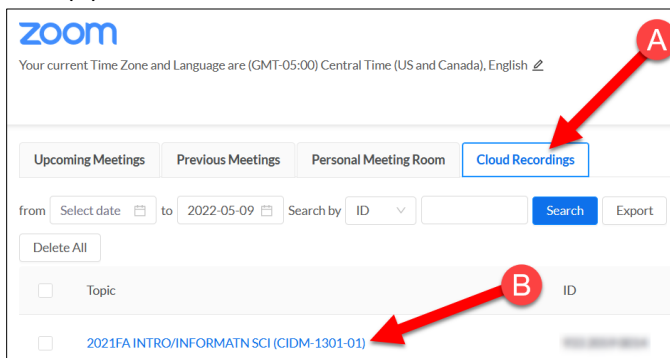 zoom
A
Your current Time Zone and Language are (GMT-05:00) Central Time (US and Canada), English
Upcoming Meetings Previous Meetings Personal Meeting Room Cloud Recordings
from Select date to 2022-05-09 Search by ID Search Export
Delete All
B
Topic ID
2021FA INTRO/INFORMATN SCI (CIDM-1301-01)